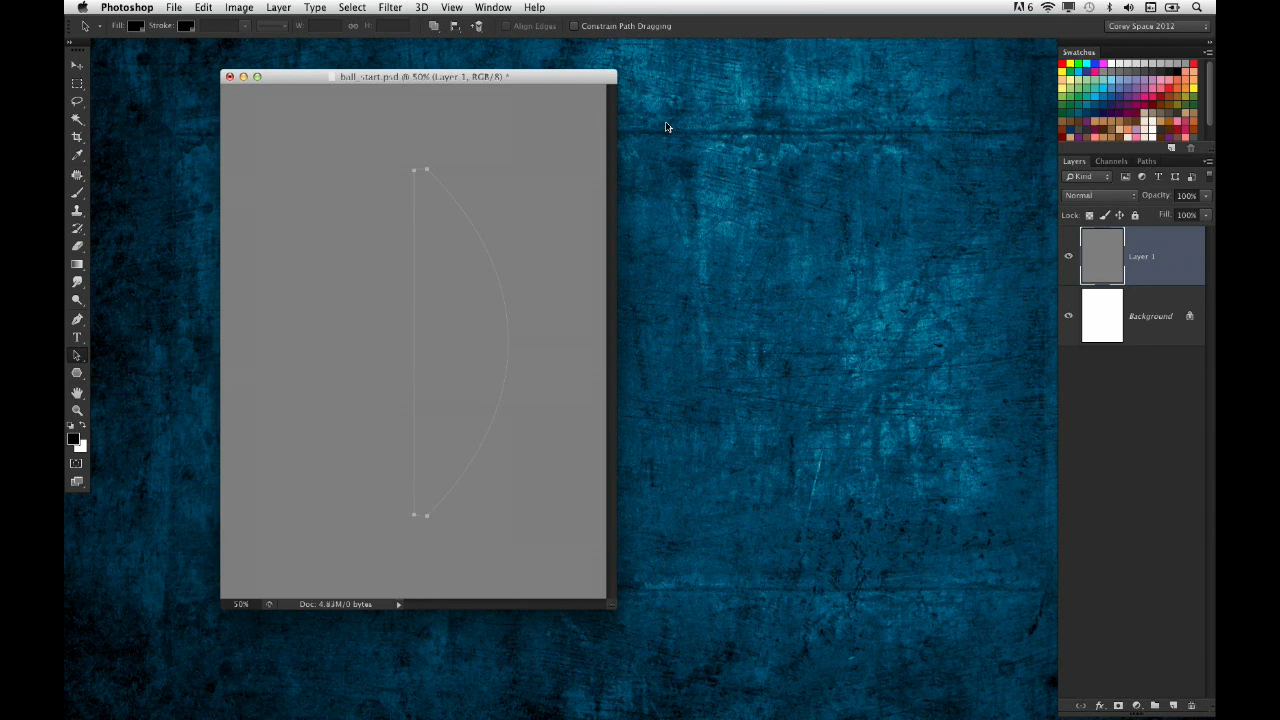 Photoshop File Edit Image Layer Type Select Filter 3D View Window Help 6
Fill: Stroke: W: H: Align Edges Constrain Path Dragging Corey Space 2012
ball_start.psd @ 50% (Layer 1, RGB/8) *
Swatches
Layers Channels Paths
Kind
Normal Opacity: 100%
Lock: Fill: 100%
Layer 1
Background
50% Doc: 4.83M/0 bytes